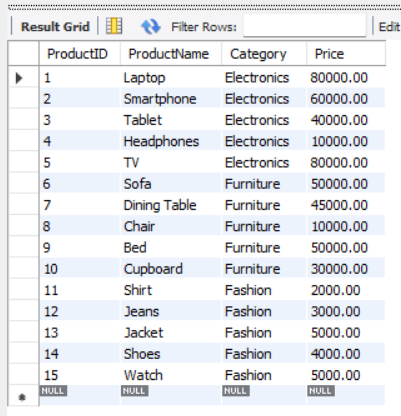 Result Grid Filter Rows: Edit
ProductID ProductName Category Price
1 Laptop Electronics 80000.00
2 Smartphone Electronics 60000.00
3 Tablet Electronics 40000.00
4 Headphones Electronics 10000.00
5 TV Electronics 80000.00
6 Sofa Furniture 50000.00
7 Dining Table Furniture 45000.00
8 Chair Furniture 10000.00
9 Bed Furniture 50000.00
10 Cupboard Furniture 30000.00
11 Shirt Fashion 2000.00
12 Jeans Fashion 3000.00
13 Jacket Fashion 5000.00
14 Shoes Fashion 4000.00
15 Watch Fashion 5000.00
NULL NULL NULL NULL